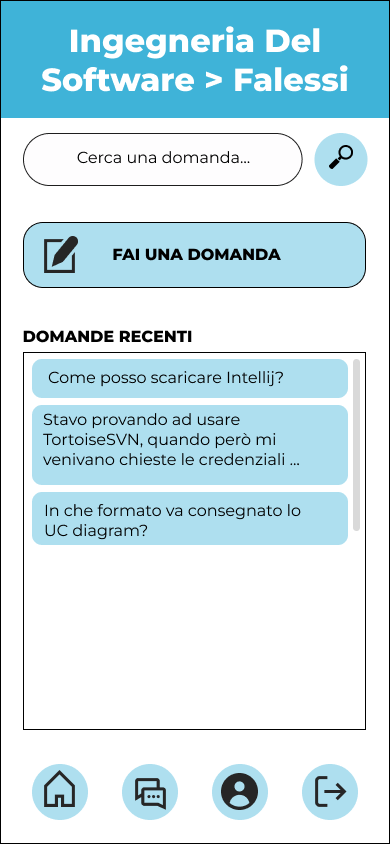 Ingegneria Del
Software > Falessi
Cerca una domanda...
FAI UNA DOMANDA
DOMANDE RECENTI
Come posso scaricare Intellij?
Stavo provando ad usare
TortoiseSVN, quando però mi
venivano chieste le credenziali ...
In che formato va consegnato lo
UC diagram?